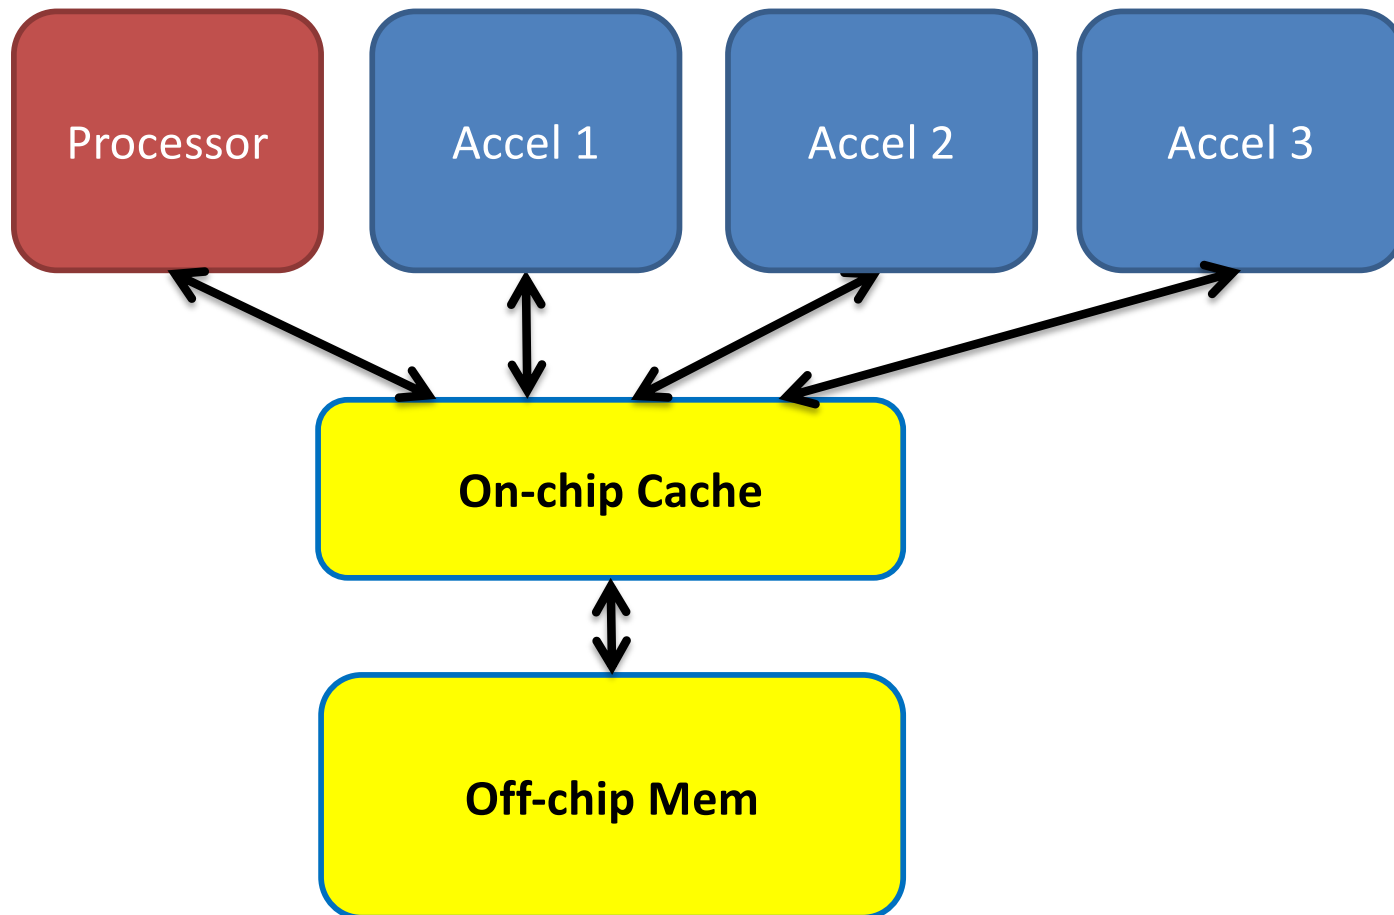 Processor
Accel 1
Accel 2
Accel 3
On-chip Cache
Off-chip Mem